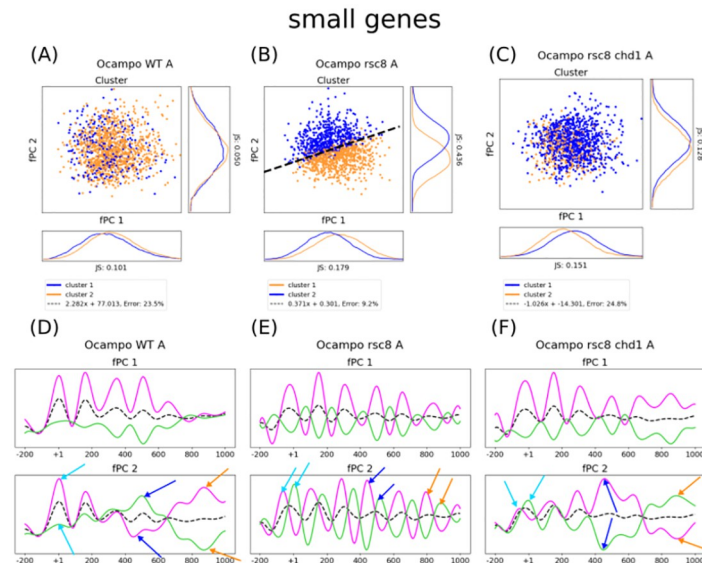 small genes
(A) Ocampo WT A
Cluster
fPC 2
JS: 0.050
fPC 1
JS: 0.101
cluster 1
cluster 2
2.282x + 77.013, Error: 23.5%
(B) Ocampo rsc8 A
Cluster
fPC 2
JS: 0.436
fPC 1
JS: 0.179
cluster 1
cluster 2
0.371x + 0.301, Error: 9.2%
(C) Ocampo rsc8 chd1 A
Cluster
fPC 2
JS: 0.128
fPC 1
JS: 0.151
cluster 1
cluster 2
-1.026x + -14.301, Error: 24.8%
(D) Ocampo WT A
fPC 1
-200 +1 200 400 600 800 1000
fPC 2
-200 +1 200 400 600 800 1000
(E) Ocampo rsc8 A
fPC 1
-200 +1 200 400 600 800 1000
fPC 2
-200 +1 200 400 600 800 1000
(F) Ocampo rsc8 chd1 A
fPC 1
-200 +1 200 400 600 800 1000
fPC 2
-200 +1 200 400 600 800 1000